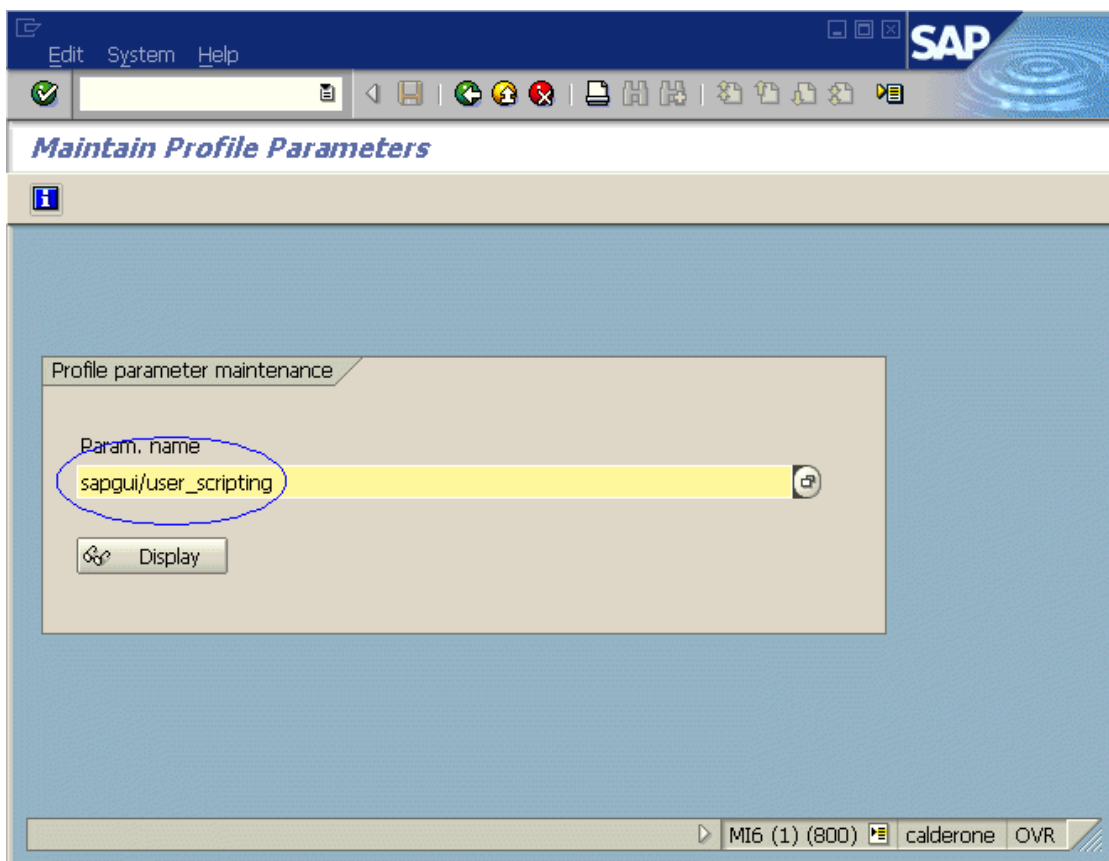 Edit System Help
SAP
Maintain Profile Parameters
Profile parameter maintenance
Param. name
sapgui/user_scripting
Display
MI6 (1) (800) calderone OVR